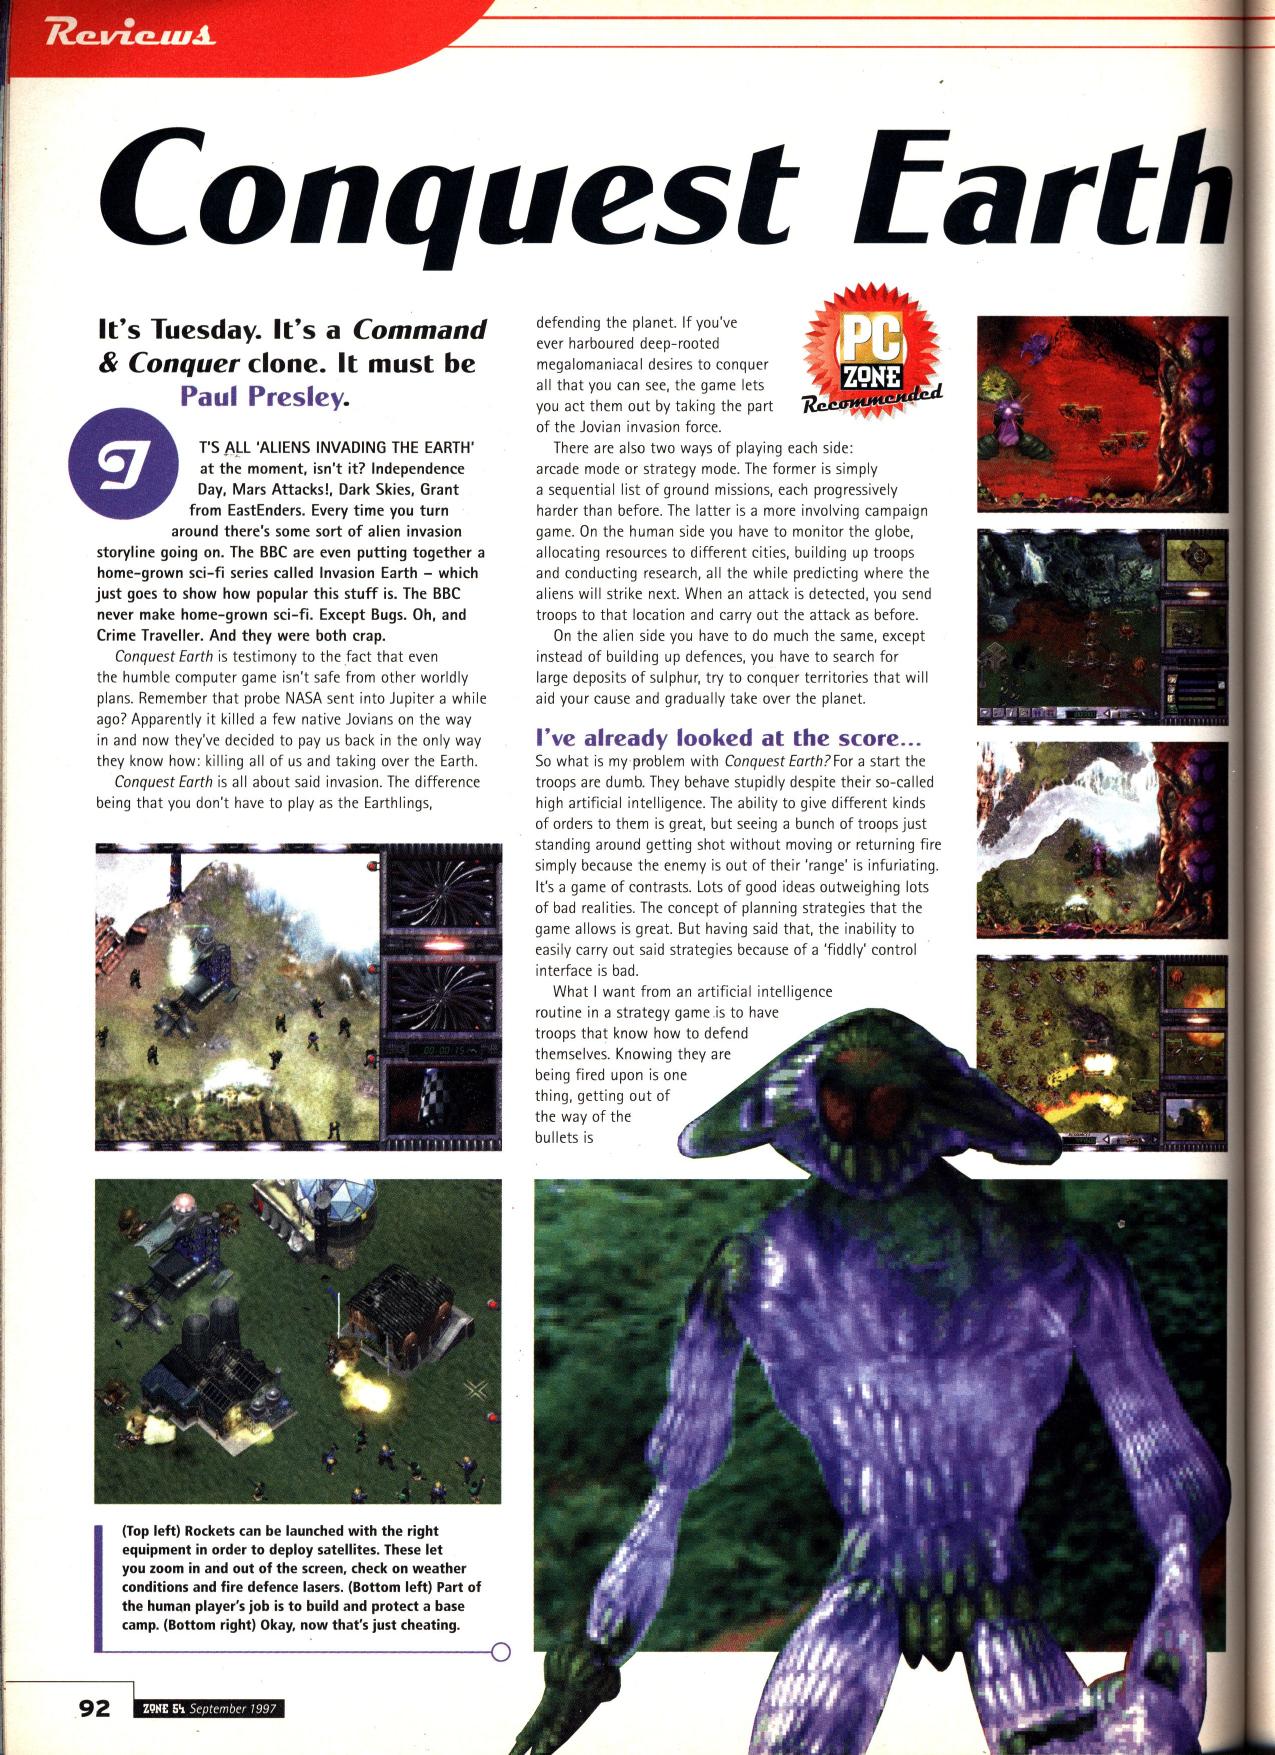 Reviews
Conquest Earth
It's Tuesday. It's a Command
& Conquer clone. It must be
Paul Presley.
I
T'S ALL 'ALIENS INVADING THE EARTH'
at the moment, isn't it? Independence
Day, Mars Attacks!, Dark Skies, Grant
from EastEnders. Every time you turn
around there's some sort of alien invasion
storyline going on. The BBC are even putting together a
home-grown sci-fi series called Invasion Earth – which
just goes to show how popular this stuff is. The BBC
never make home-grown sci-fi. Except Bugs. Oh, and
Crime Traveller. And they were both crap.
Conquest Earth is testimony to the fact that even
the humble computer game isn't safe from other worldly
plans. Remember that probe NASA sent into Jupiter a while
ago? Apparently it killed a few native Jovians on the way
in and now they've decided to pay us back in the only way
they know how: killing all of us and taking over the Earth.
Conquest Earth is all about said invasion. The difference
being that you don't have to play as the Earthlings,
defending the planet. If you've
ever harboured deep-rooted
megalomaniacal desires to conquer
all that you can see, the game lets
you act them out by taking the part
of the Jovian invasion force.
There are also two ways of playing each side:
arcade mode or strategy mode. The former is simply
a sequential list of ground missions, each progressively
harder than before. The latter is a more involving campaign
game. On the human side you have to monitor the globe,
allocating resources to different cities, building up troops
and conducting research, all the while predicting where the
aliens will strike next. When an attack is detected, you send
troops to that location and carry out the attack as before.
On the alien side you have to do much the same, except
instead of building up defences, you have to search for
large deposits of sulphur, try to conquer territories that will
aid your cause and gradually take over the planet.
I've already looked at the score...
So what is my problem with Conquest Earth? For a start the
troops are dumb. They behave stupidly despite their so-called
high artificial intelligence. The ability to give different kinds
of orders to them is great, but seeing a bunch of troops just
standing around getting shot without moving or returning fire
simply because the enemy is out of their 'range' is infuriating.
It's a game of contrasts. Lots of good ideas outweighing lots
of bad realities. The concept of planning strategies that the
game allows is great. But having said that, the inability to
easily carry out said strategies because of a 'fiddly' control
interface is bad.
What I want from an artificial intelligence
routine in a strategy game is to have
troops that know how to defend
themselves. Knowing they are
being fired upon is one
thing, getting out of
the way of the
bullets is
PC
ZONE
Recommended
(Top left) Rockets can be launched with the right
equipment in order to deploy satellites. These let
you zoom in and out of the screen, check on weather
conditions and fire defence lasers. (Bottom left) Part of
the human player's job is to build and protect a base
camp. (Bottom right) Okay, now that's just cheating.
92
ZONE 54 September 1997